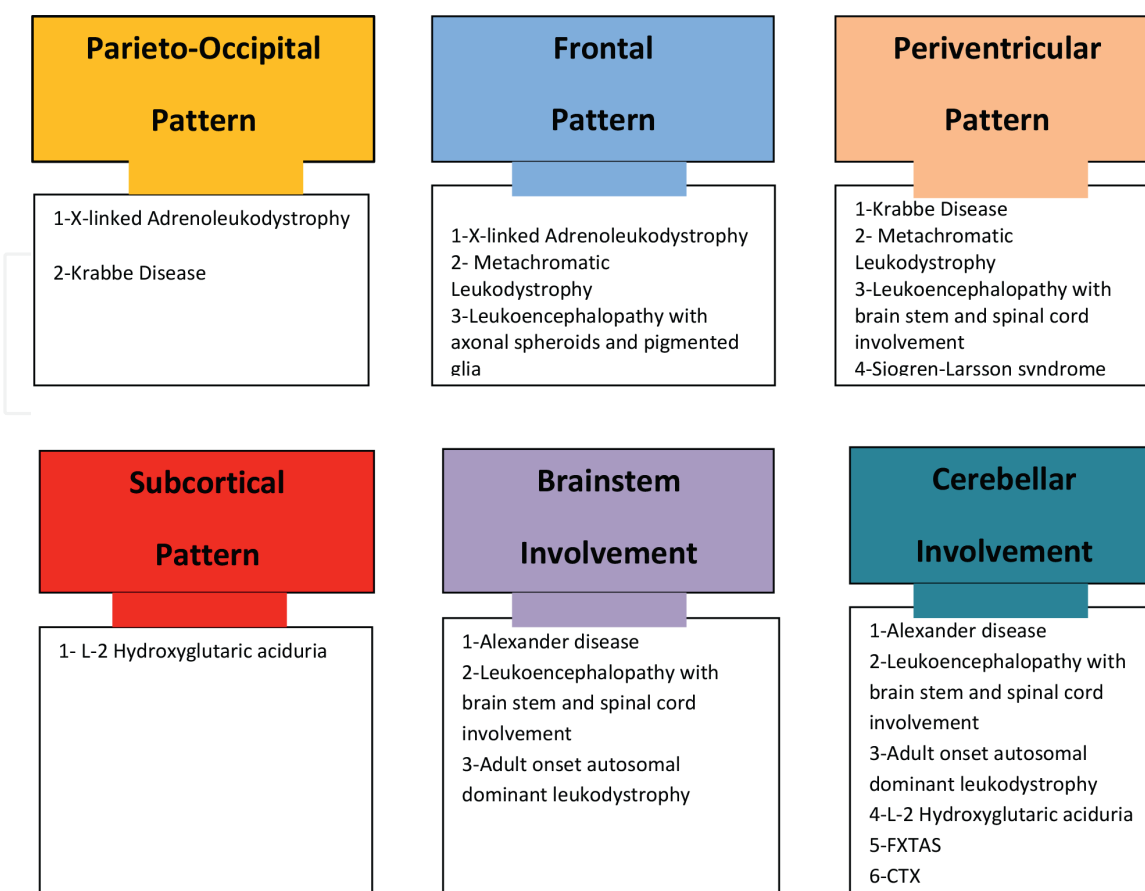 Parieto-Occipital
Pattern
1-X-linked Adrenoleukodystrophy
2-Krabbe Disease
Frontal
Pattern
1-X-linked Adrenoleukodystrophy
2- Metachromatic
Leukodystrophy
3-Leukoencephalopathy with
axonal spheroids and pigmented
glia
Periventricular
Pattern
1-Krabbe Disease
2- Metachromatic
Leukodystrophy
3-Leukoencephalopathy with
brain stem and spinal cord
involvement
4-Sjogren-Larsson syndrome
Subcortical
Pattern
1- L-2 Hydroxyglutaric aciduria
Brainstem
Involvement
1-Alexander disease
2-Leukoencephalopathy with
brain stem and spinal cord
involvement
3-Adult onset autosomal
dominant leukodystrophy
Cerebellar
Involvement
1-Alexander disease
2-Leukoencephalopathy with
brain stem and spinal cord
involvement
3-Adult onset autosomal
dominant leukodystrophy
4-L-2 Hydroxyglutaric aciduria
5-FXTAS
6-CTX